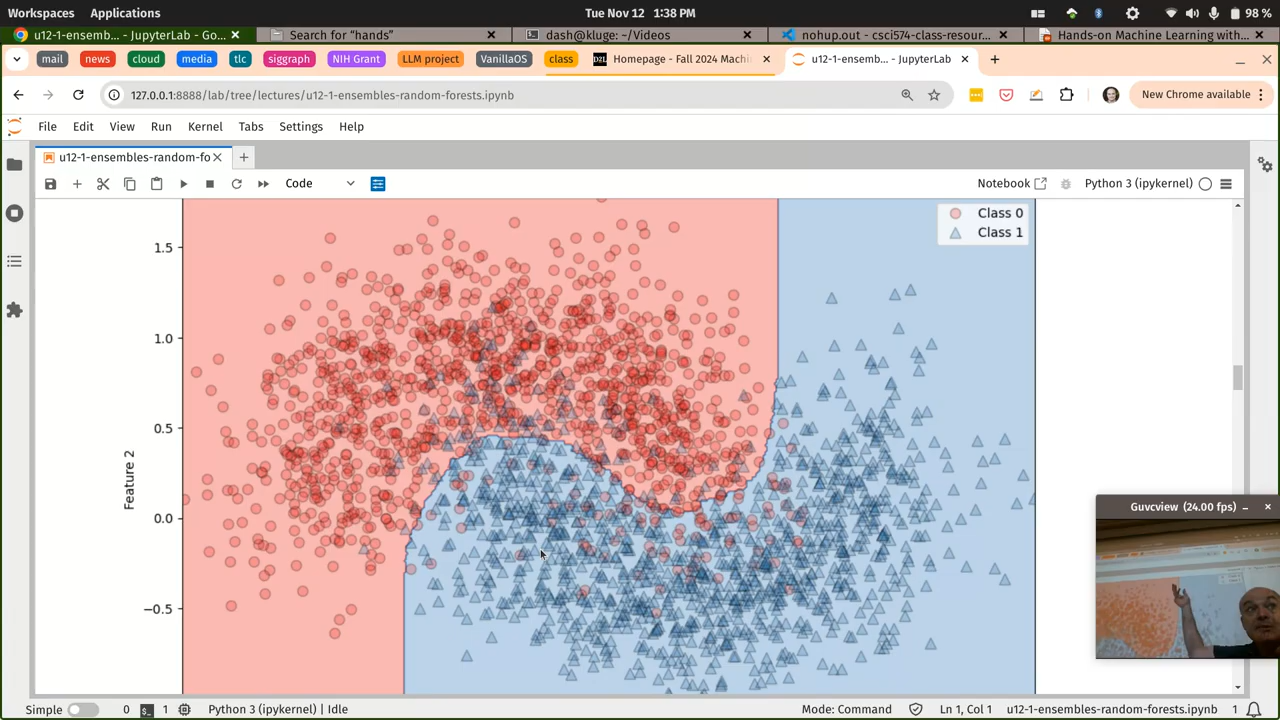 Workspaces Applications Tue Nov 12 1:38 PM 98 %
u12-1-ensemb... - JupyterLab - Go... Search for “hands” dash@kluge: ~/Videos nohup.out - csci574-class-resour... Hands-on Machine Learning with...
mail news cloud media tlc siggraph NIH Grant LLM project VanillaOS class D2L Homepage - Fall 2024 Machi u12-1-ensemb... - JupyterLab
127.0.0.1:8888/lab/tree/lectures/u12-1-ensembles-random-forests.ipynb New Chrome available
File Edit View Run Kernel Tabs Settings Help
u12-1-ensembles-random-fo
Code Notebook Python 3 (ipykernel)
Class 0
Class 1
1.5
1.0
0.5
0.0
−0.5
Feature 2
Guvcview (24.00 fps)
Simple 0 1 Python 3 (ipykernel) | Idle Mode: Command Ln 1, Col 1 u12-1-ensembles-random-forests.ipynb 1